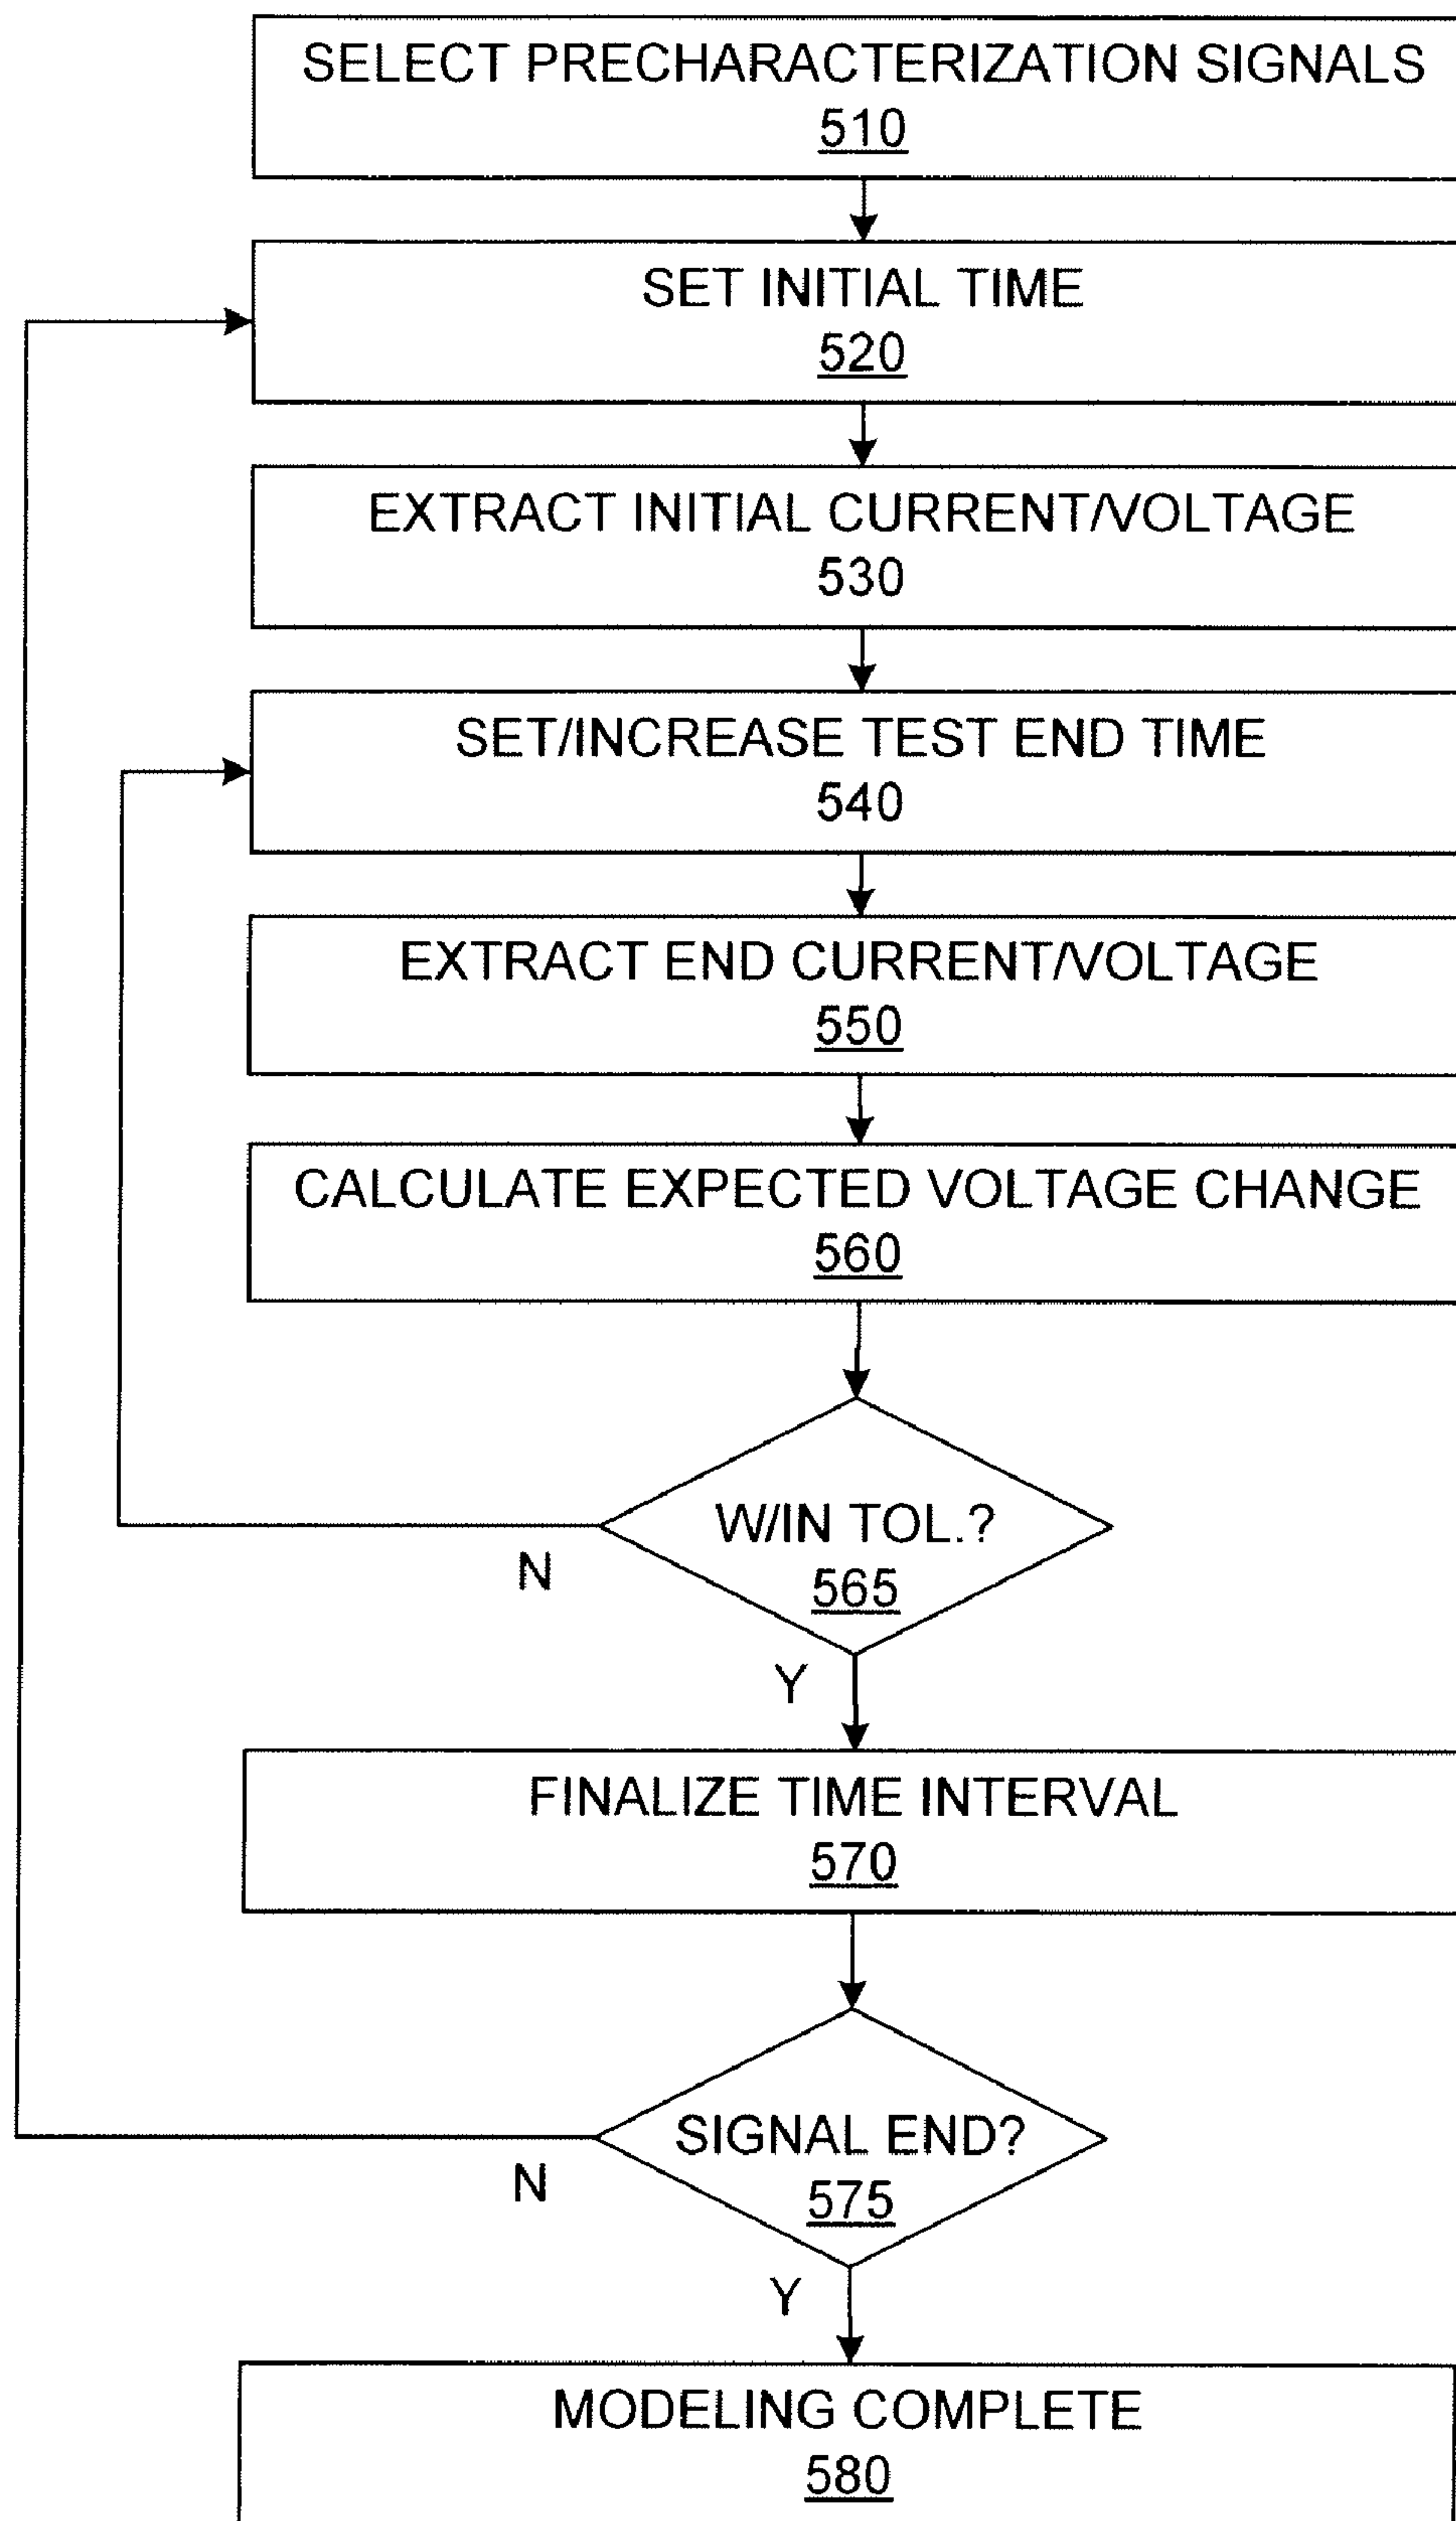 SELECT PRECHARACTERIZATION SIGNALS
510
SET INITIAL TIME
520
EXTRACT INITIAL CURRENT/VOLTAGE
530
SET/INCREASE TEST END TIME
540
EXTRACT END CURRENT/VOLTAGE
550
CALCULATE EXPECTED VOLTAGE CHANGE
560
W/IN TOL.?
565
N
Y
FINALIZE TIME INTERVAL
570
SIGNAL END?
575
N
Y
MODELING COMPLETE
580